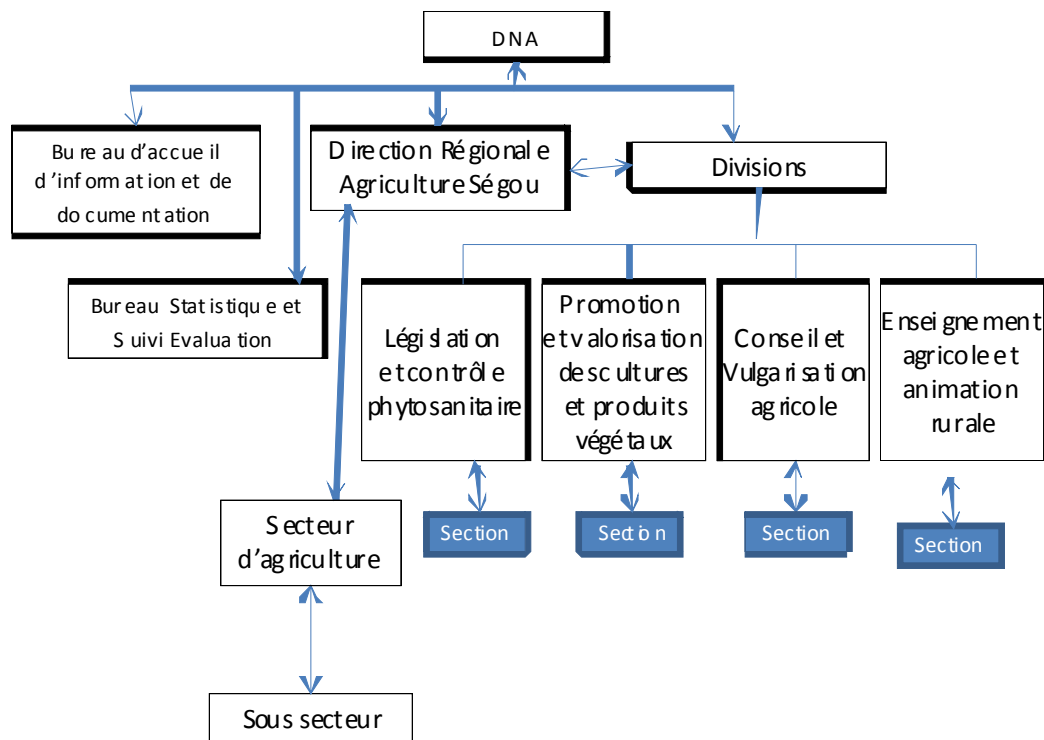 DNA
Bureau d'accueil
d'information et de
documentation
Direction Régionale
Agriculture Ségou
Divisions
Bureau Statistique et
Suivi Evaluation
Législation
et contrôle
phytosanitaire
Promotion
et valorisation
des cultures
et produits
végétaux
Conseil et
Vulgarisation
agricole
Enseignement
agricole et
animation
rurale
Secteur
d'agriculture
Section
Section
Section
Section
Sous secteur